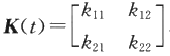 K(t) = [k₁₁ k₁₂
k₂₁ k₂₂].